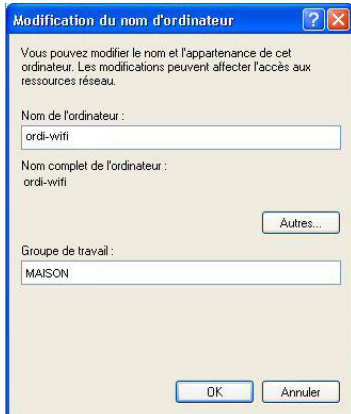 Modification du nom d'ordinateur
Vous pouvez modifier le nom et l'appartenance de cet
ordinateur. Les modifications peuvent affecter l'accès aux
ressources réseau.
Nom de l'ordinateur :
ordi-wifi
Nom complet de l'ordinateur :
ordi-wifi
Autres...
Groupe de travail :
MAISON
OK Annuler